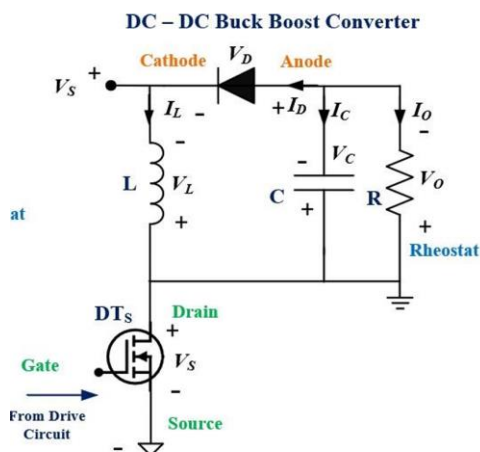 DC – DC Buck Boost Converter
Cathode V_D Anode
V_S + - + I_D I_C I_O
I_L
- - V_C -
L V_L C R V_O
+ + +
at
Rheostat
Drain
DT_S +
Gate V_S
-
From Drive
Circuit
Source
-